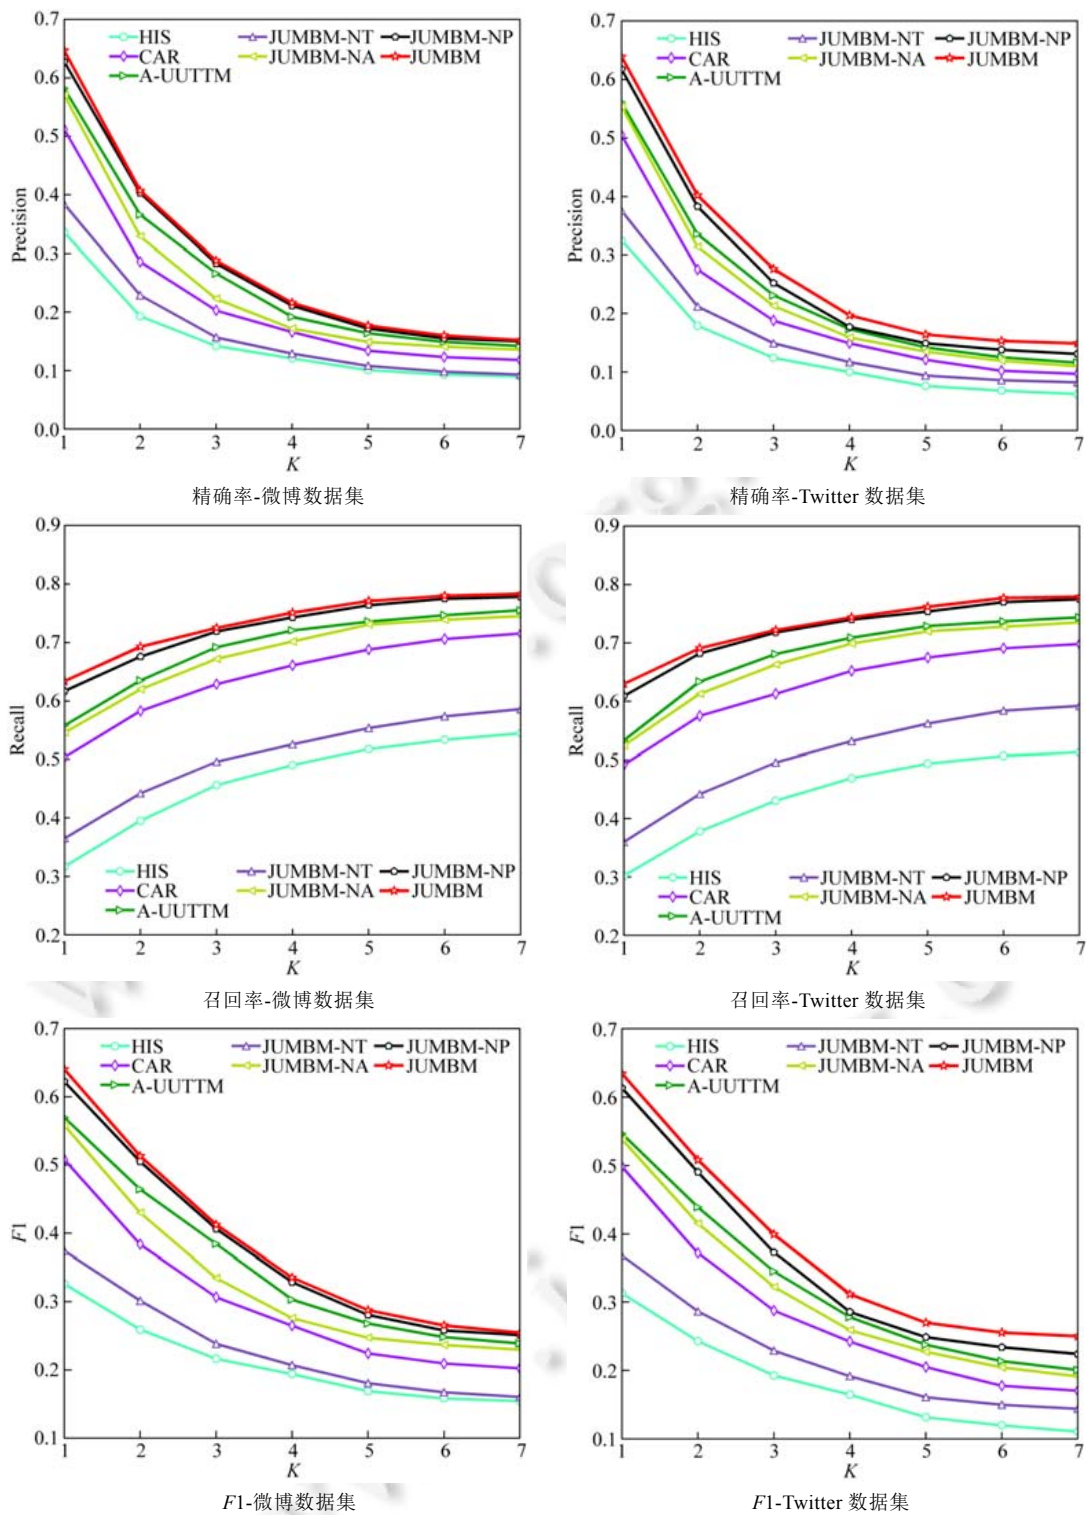 0.7
0.6
0.5
0.4
0.3
0.2
0.1
0.0
Precision
HIS JUMBM-NT JUMBM-NP
CAR JUMBM-NA JUMBM
A-UUTTM
1 2 3 4 5 6 7
K
精确率-微博数据集
0.7
0.6
0.5
0.4
0.3
0.2
0.1
0.0
Precision
HIS JUMBM-NT JUMBM-NP
CAR JUMBM-NA JUMBM
A-UUTTM
1 2 3 4 5 6 7
K
精确率-Twitter 数据集
0.9
0.8
0.7
0.6
0.5
0.4
0.3
0.2
Recall
HIS JUMBM-NT JUMBM-NP
CAR JUMBM-NA JUMBM
A-UUTTM
1 2 3 4 5 6 7
K
召回率-微博数据集
0.9
0.8
0.7
0.6
0.5
0.4
0.3
0.2
Recall
HIS JUMBM-NT JUMBM-NP
CAR JUMBM-NA JUMBM
A-UUTTM
1 2 3 4 5 6 7
K
召回率-Twitter 数据集
0.7
0.6
0.5
0.4
0.3
0.2
0.1
F1
HIS JUMBM-NT JUMBM-NP
CAR JUMBM-NA JUMBM
A-UUTTM
1 2 3 4 5 6 7
K
F1-微博数据集
0.7
0.6
0.5
0.4
0.3
0.2
0.1
F1
HIS JUMBM-NT JUMBM-NP
CAR JUMBM-NA JUMBM
A-UUTTM
1 2 3 4 5 6 7
K
F1-Twitter 数据集